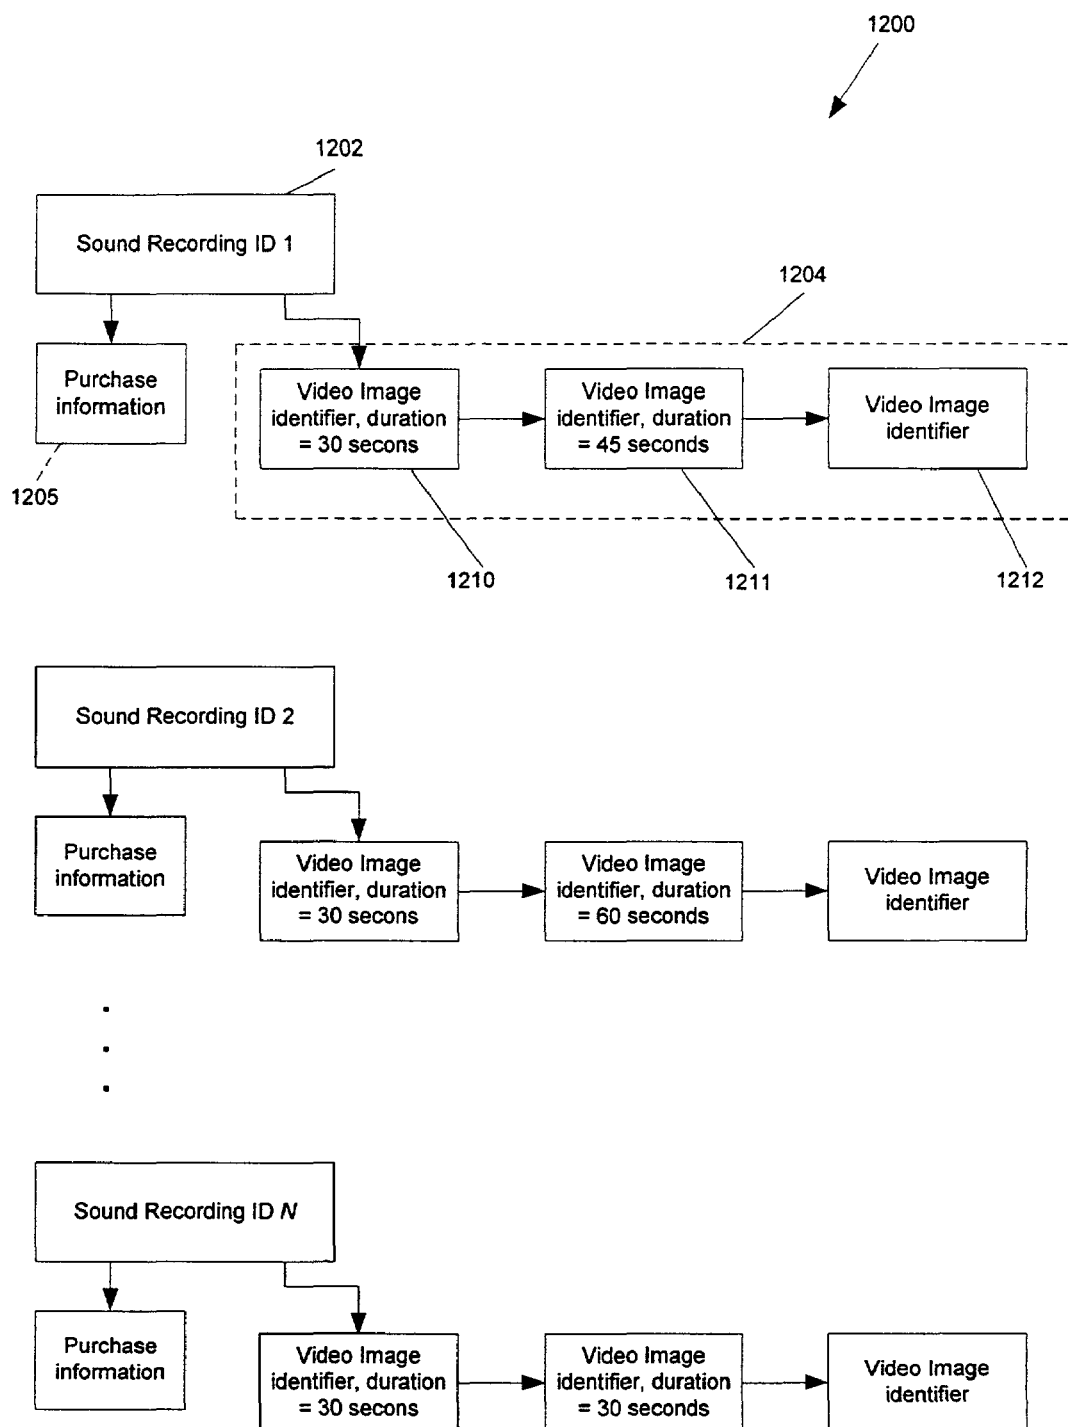 1200
1202
Sound Recording ID 1
1204
Purchase
information
Video Image
identifier, duration
= 30 secons
Video Image
identifier, duration
= 45 seconds
Video Image
identifier
1205
1210
1211
1212
Sound Recording ID 2
Purchase
information
Video Image
identifier, duration
= 30 secons
Video Image
identifier, duration
= 60 seconds
Video Image
identifier
Sound Recording ID N
Purchase
information
Video Image
identifier, duration
= 30 secons
Video Image
identifier, duration
= 30 seconds
Video Image
identifier